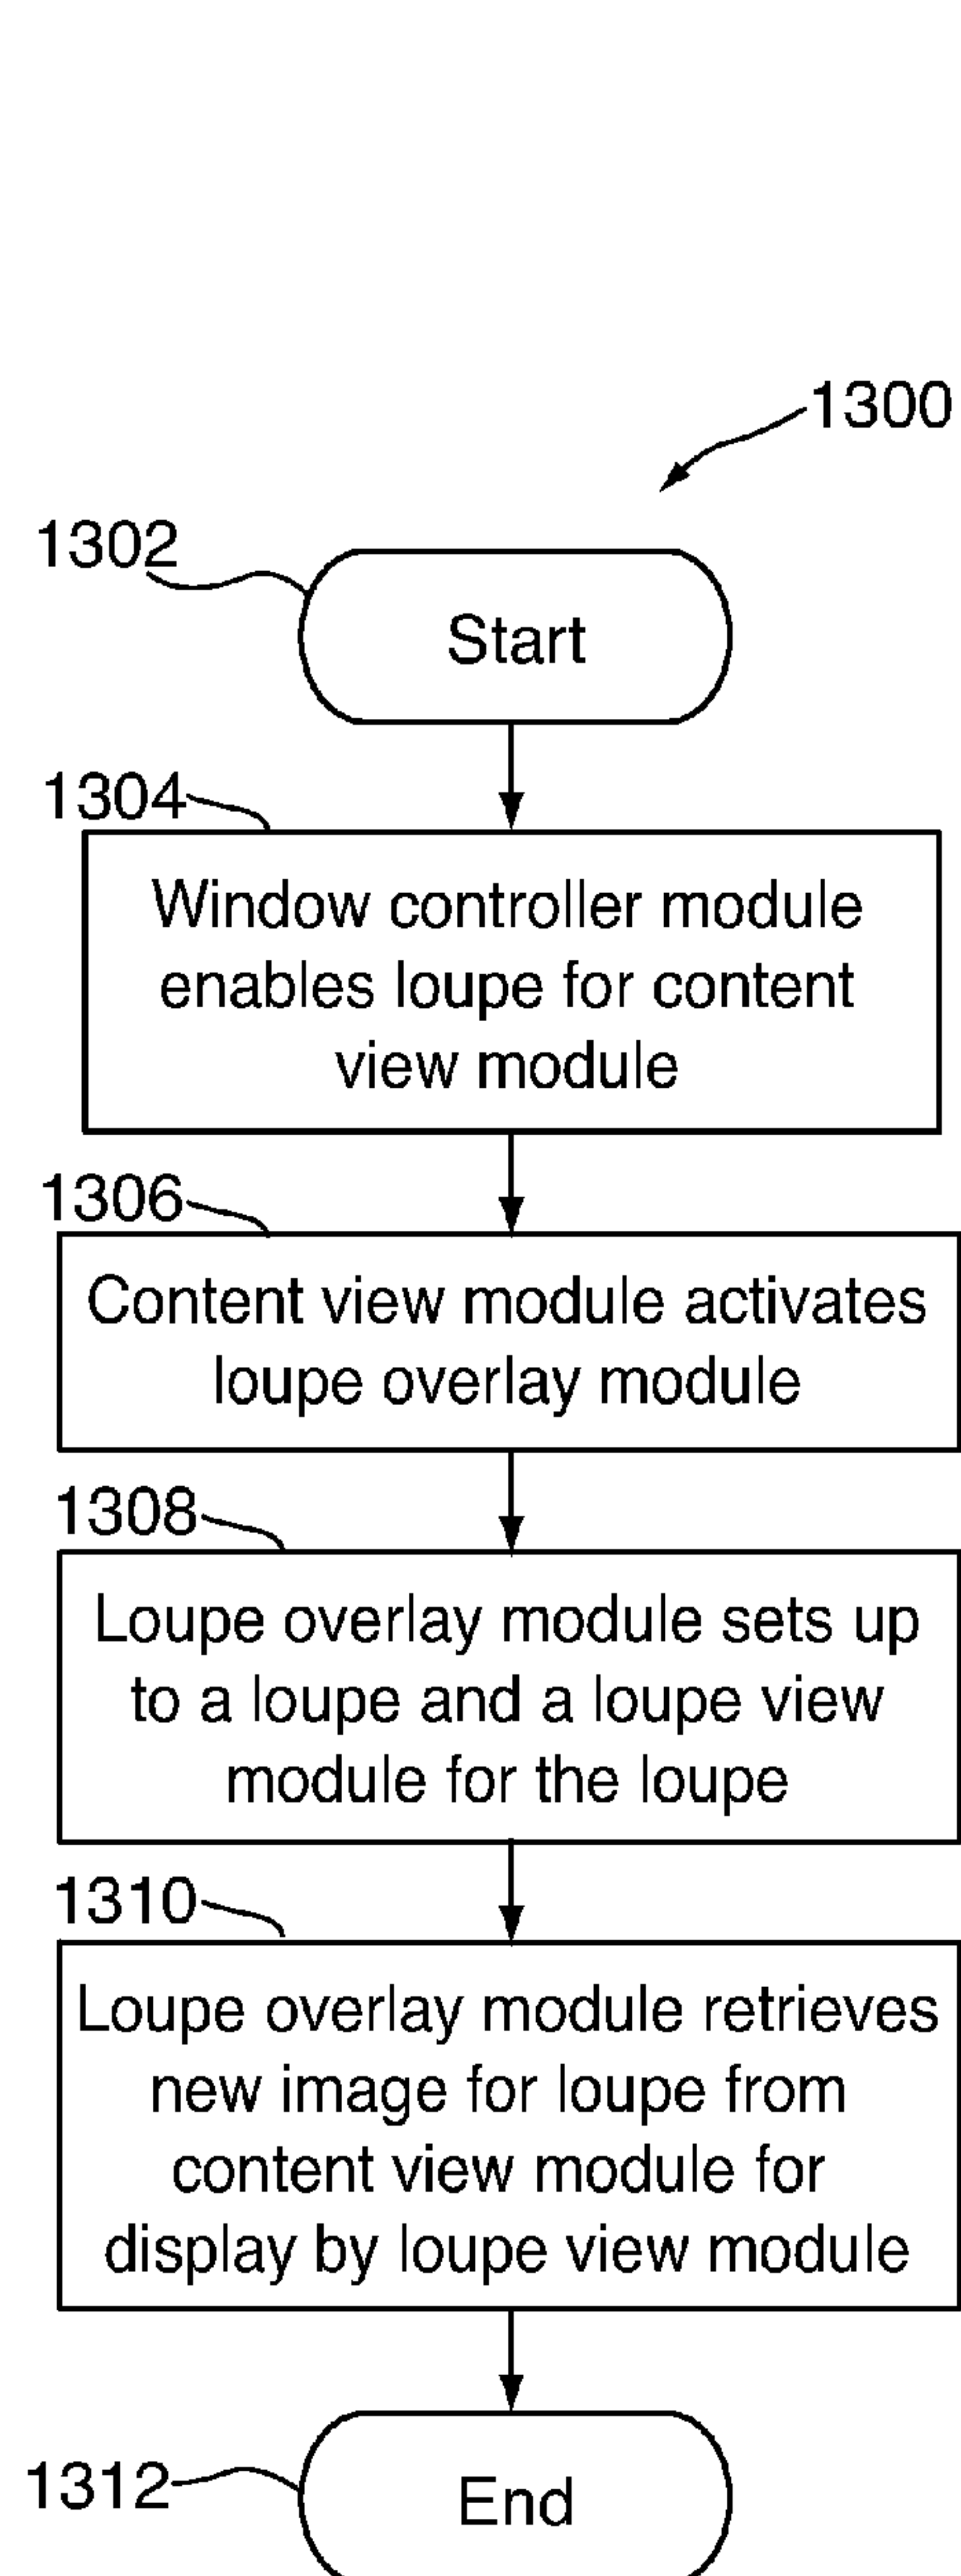 1300
1302
Start
1304
Window controller module
enables loupe for content
view module
1306
Content view module activates
loupe overlay module
1308
Loupe overlay module sets up
to a loupe and a loupe view
module for the loupe
1310
Loupe overlay module retrieves
new image for loupe from
content view module for
display by loupe view module
1312
End